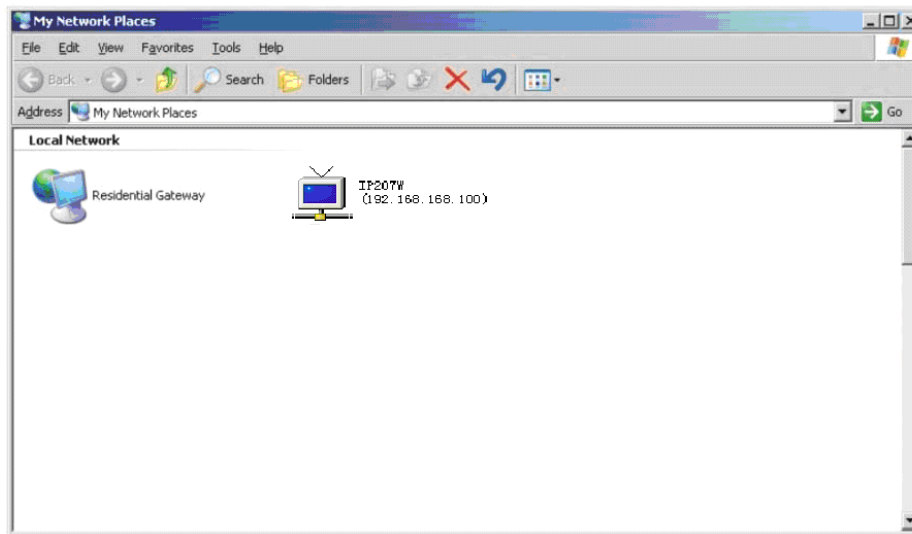 My Network Places
File Edit View Favorites Tools Help
Back Search Folders
Address My Network Places Go
Local Network
Residential Gateway
IP207W
(192.168.168.100)